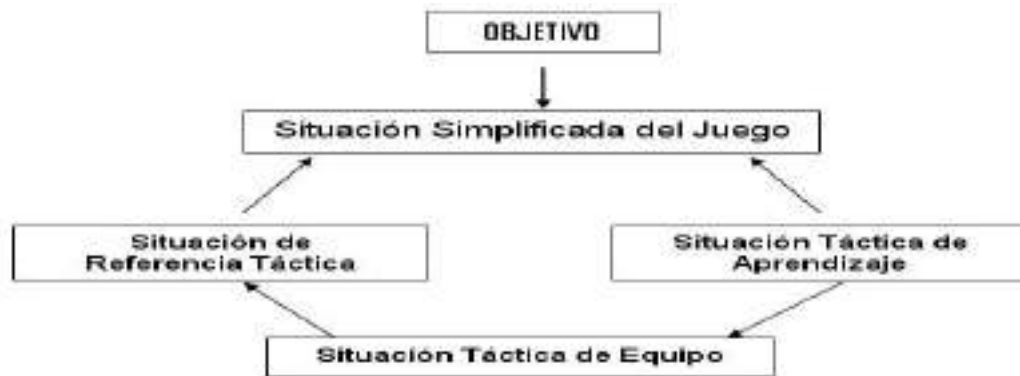 OBJETIVO
Situación Simplificada del Juego
Situación de
Referencia Táctica
Situación Táctica de
Aprendizaje
Situación Táctica de Equipo